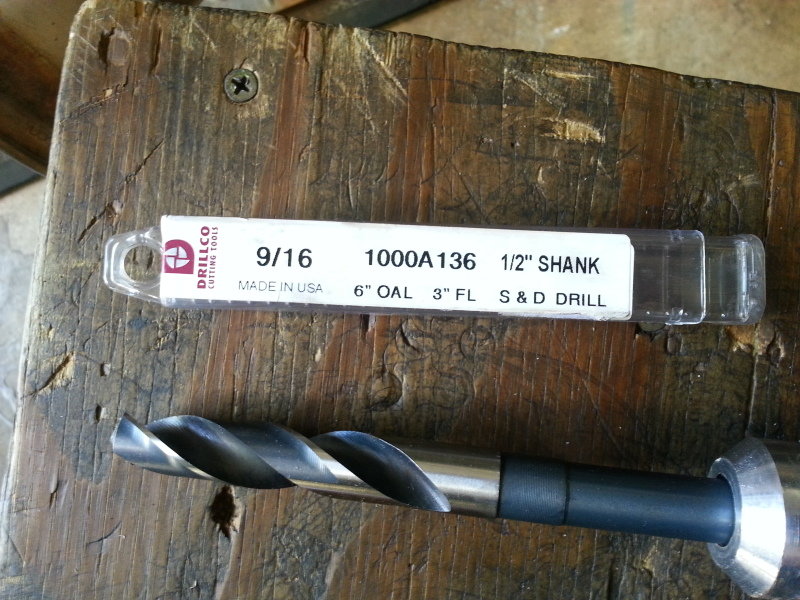 DRILLCO
CUTTING TOOLS
9/16 1000A136 1/2" SHANK
MADE IN USA 6" OAL 3" FL S & D DRILL